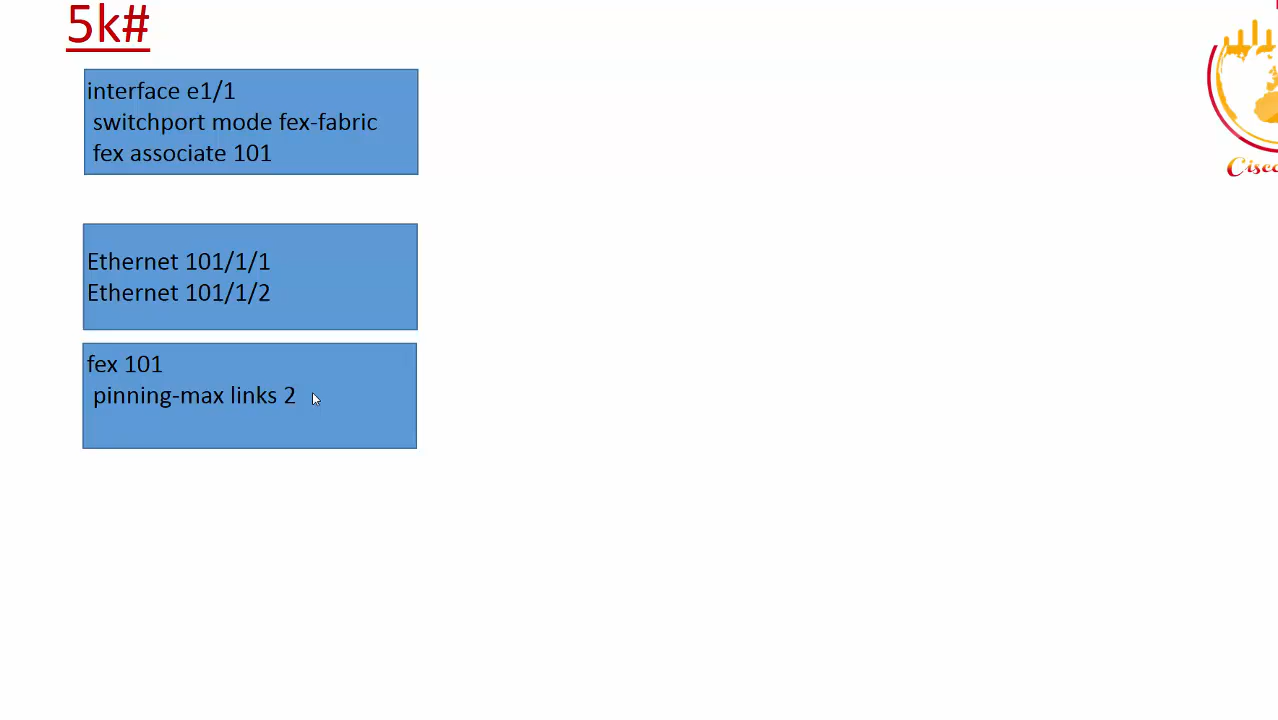 5k#
interface e1/1
switchport mode fex-fabric
fex associate 101
Ethernet 101/1/1
Ethernet 101/1/2
fex 101
pinning-max links 2